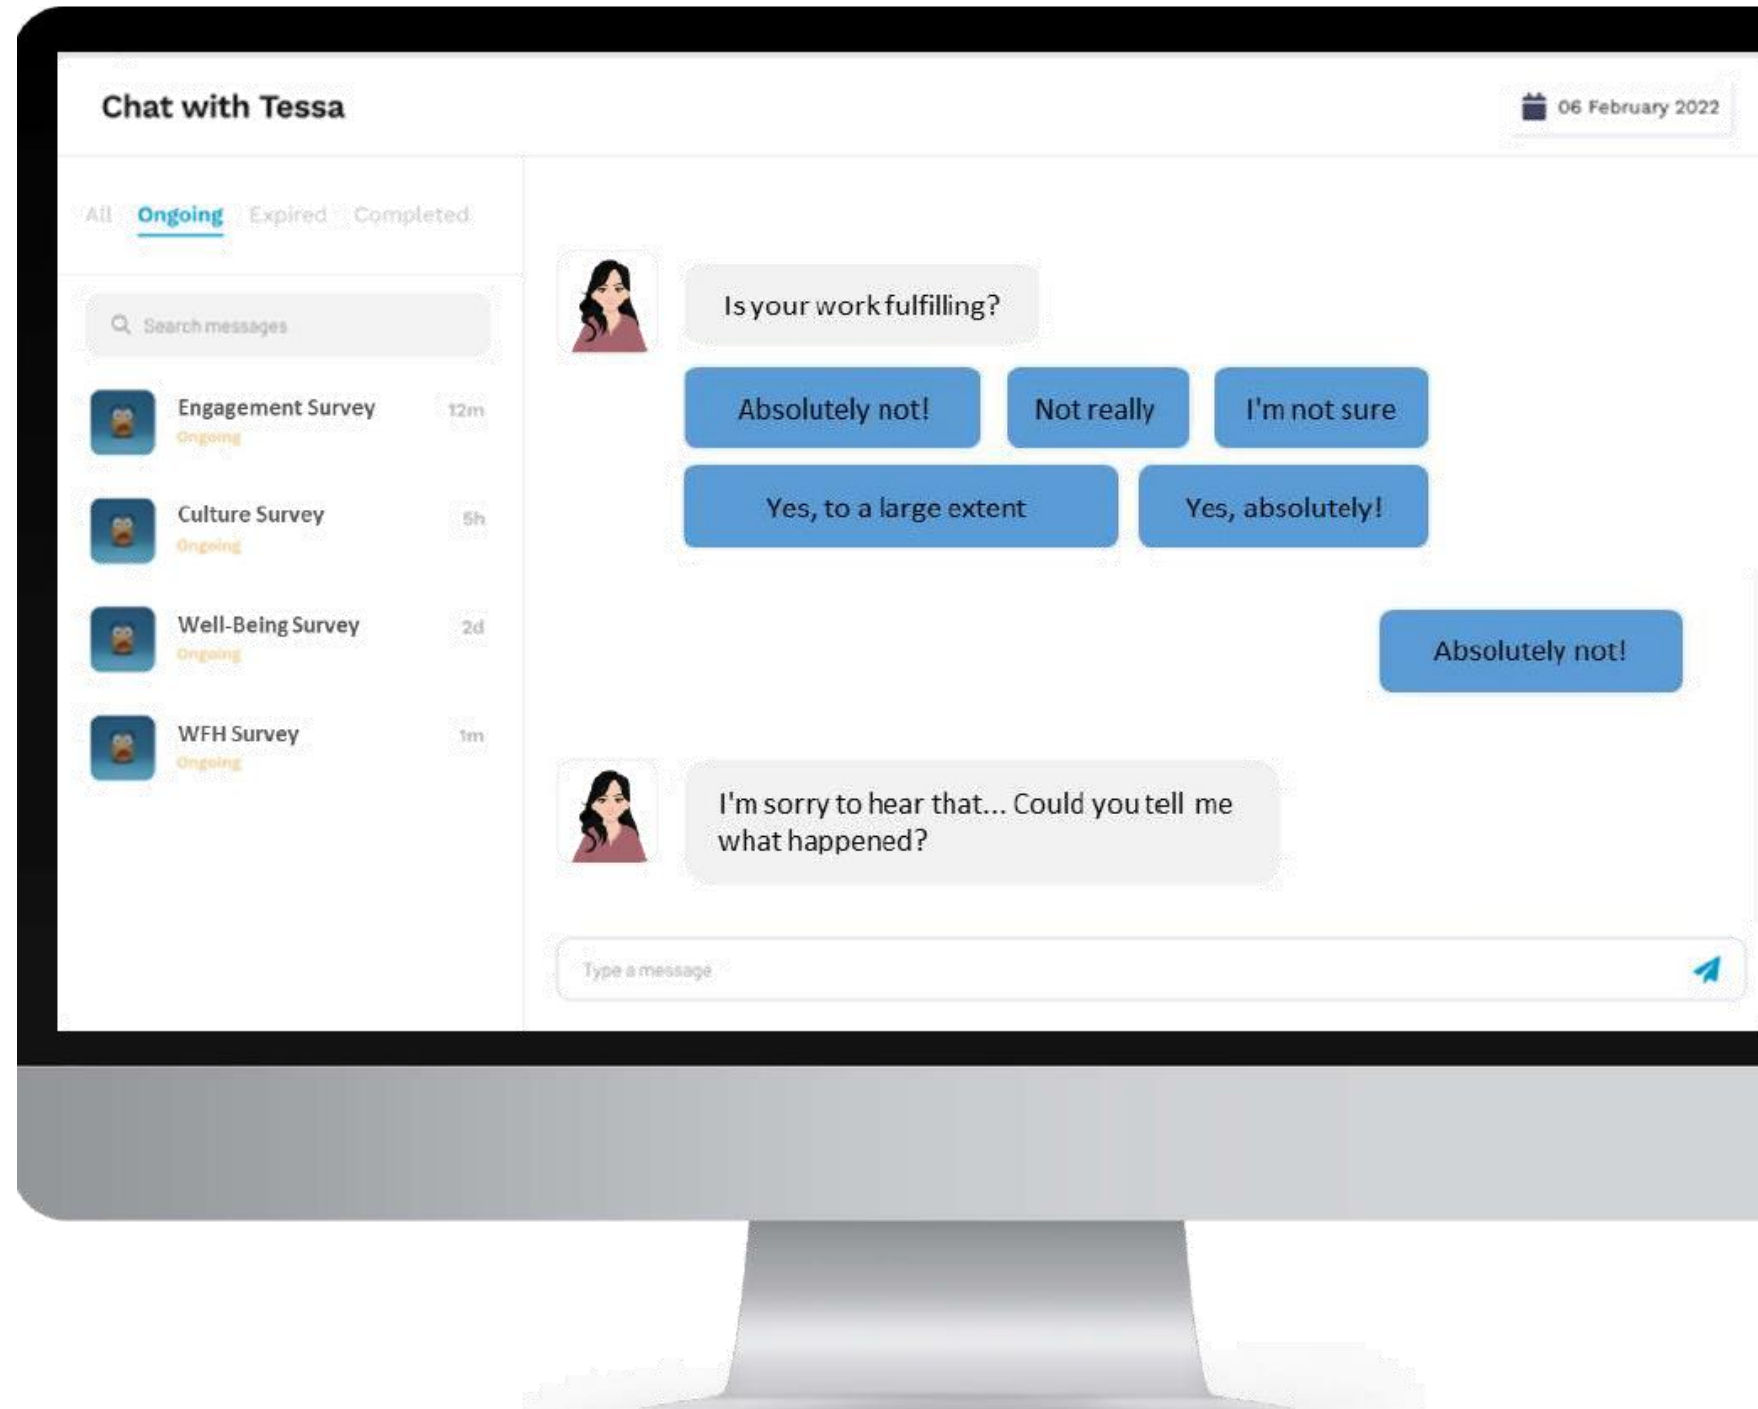 Chat with Tessa
06 February 2022
All Ongoing Expired Completed
Search messages
Engagement Survey 12m
Ongoing
Culture Survey 5h
Ongoing
Well-Being Survey 2d
Ongoing
WFH Survey 1m
Ongoing
Is your work fulfilling?
Absolutely not! Not really I'm not sure
Yes, to a large extent Yes, absolutely!
Absolutely not!
I'm sorry to hear that... Could you tell me
what happened?
Type a message